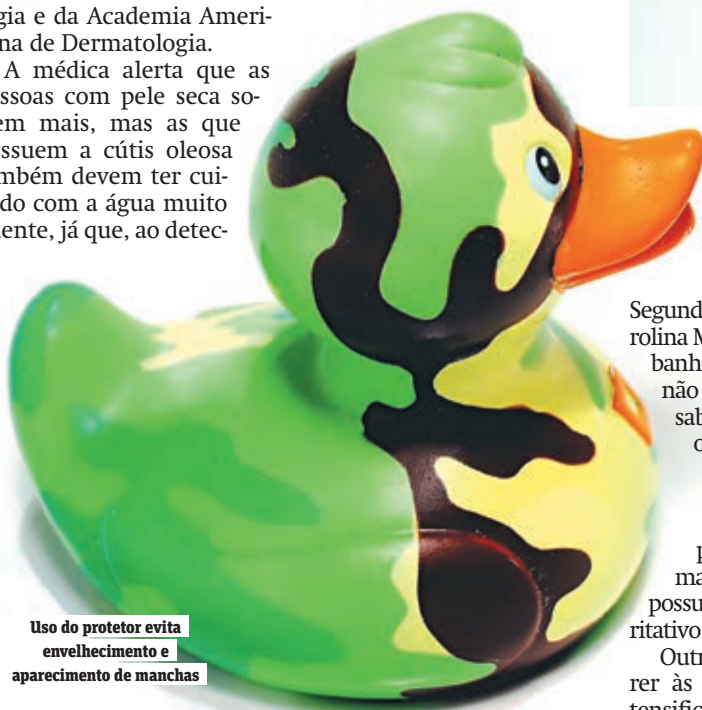 gia e da Academia Ameri-
na de Dermatologia.
A médica alerta que as
ssoas com pele seca so-
em mais, mas as que
ssuem a cútis oleosa
mbém devem ter cui-
do com a água muito
ente, já que, ao detec-
Uso do protetor evita
envelhecimento e
aparecimento de manchas
Segund
rolina M
banh
não
sab
o
p
ma
possu
ritativo
Outr
rer às
tensific